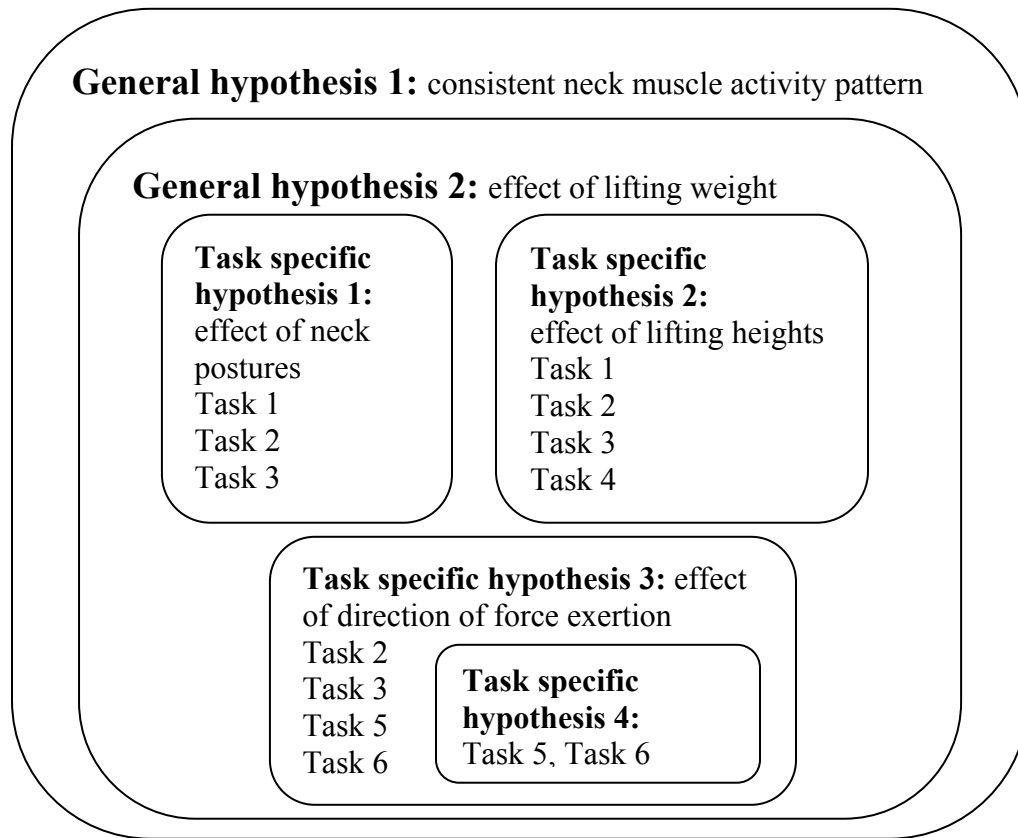 General hypothesis 1: consistent neck muscle activity pattern
General hypothesis 2: effect of lifting weight
Task specific
hypothesis 1:
effect of neck
postures
Task 1
Task 2
Task 3
Task specific
hypothesis 2:
effect of lifting heights
Task 1
Task 2
Task 3
Task 4
Task specific hypothesis 3: effect
of direction of force exertion
Task 2
Task 3
Task 5
Task 6
Task specific
hypothesis 4:
Task 5, Task 6